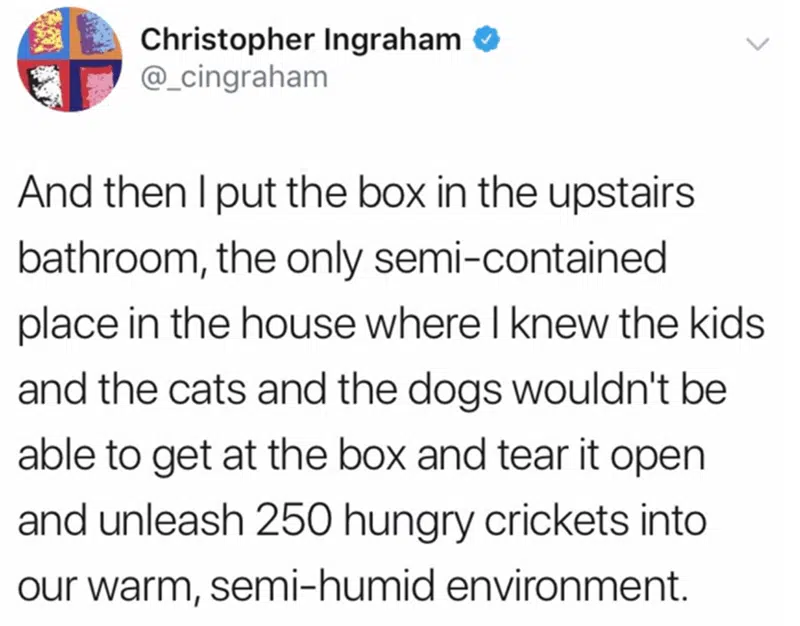 Christopher Ingraham
@_cingraham
And then I put the box in the upstairs
bathroom, the only semi-contained
place in the house where I knew the kids
and the cats and the dogs wouldn't be
able to get at the box and tear it open
and unleash 250 hungry crickets into
our warm, semi-humid environment.